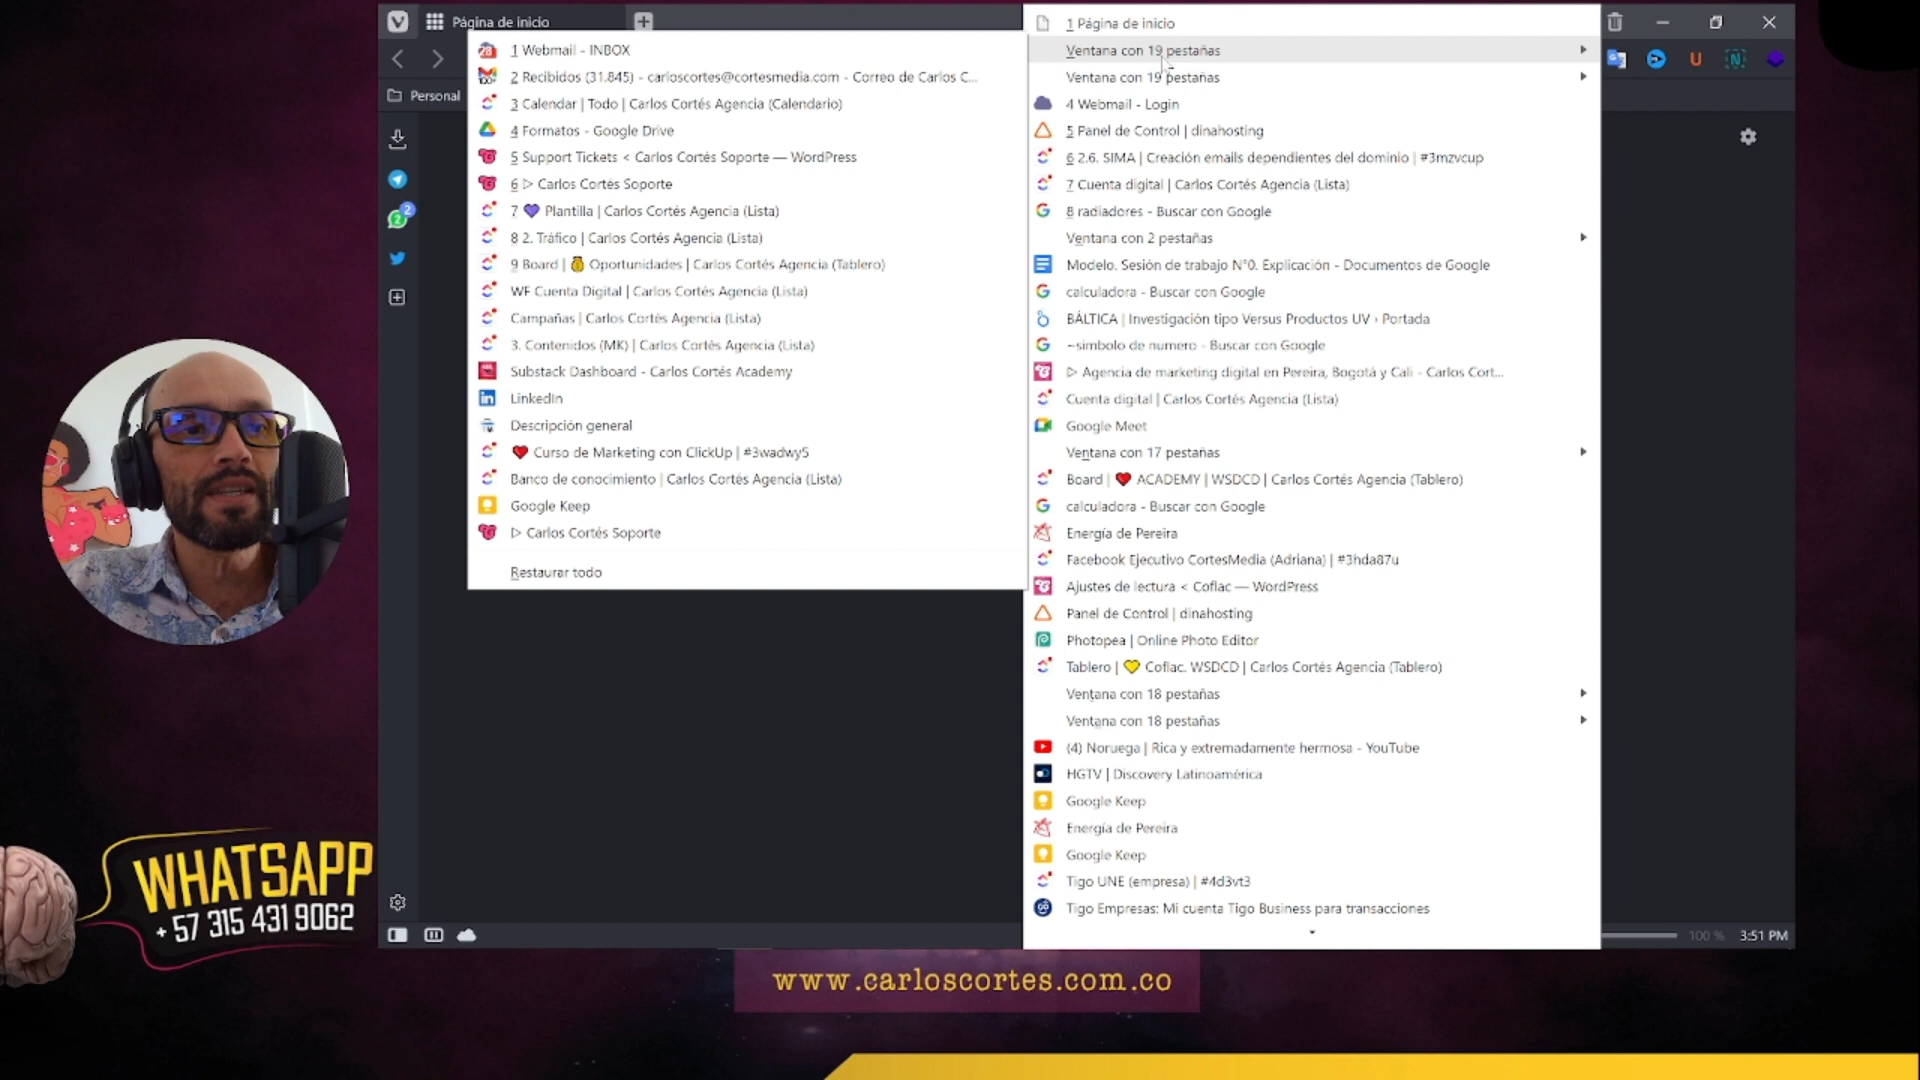 Página de inicio
Personal
1 Webmail - INBOX
2 Recibidos (31.845) - carloscortes@cortesmedia.com - Correo de Carlos C...
3 Calendar | Todo | Carlos Cortés Agencia (Calendario)
4 Formatos - Google Drive
5 Support Tickets < Carlos Cortés Soporte — WordPress
6 ▷ Carlos Cortés Soporte
7 💜 Plantilla | Carlos Cortés Agencia (Lista)
8 2. Tráfico | Carlos Cortés Agencia (Lista)
9 Board | 💰 Oportunidades | Carlos Cortés Agencia (Tablero)
WF Cuenta Digital | Carlos Cortés Agencia (Lista)
Campañas | Carlos Cortés Agencia (Lista)
3. Contenidos (MK) | Carlos Cortés Agencia (Lista)
Substack Dashboard - Carlos Cortés Academy
LinkedIn
Descripción general
❤️ Curso de Marketing con ClickUp | #3wadwy5
Banco de conocimiento | Carlos Cortés Agencia (Lista)
Google Keep
▷ Carlos Cortés Soporte
Restaurar todo
1 Página de inicio
Ventana con 19 pestañas
Ventana con 19 pestañas
4 Webmail - Login
5 Panel de Control | dinahosting
6 2.6. SIMA | Creación emails dependientes del dominio | #3mzvcup
7 Cuenta digital | Carlos Cortés Agencia (Lista)
8 radiadores - Buscar con Google
Ventana con 2 pestañas
Modelo. Sesión de trabajo N°0. Explicación - Documentos de Google
calculadora - Buscar con Google
BÁLTICA | Investigación tipo Versus Productos UV › Portada
~simbolo de numero - Buscar con Google
▷ Agencia de marketing digital en Pereira, Bogotá y Cali - Carlos Cort...
Cuenta digital | Carlos Cortés Agencia (Lista)
Google Meet
Ventana con 17 pestañas
Board | ❤️ ACADEMY | WSDCD | Carlos Cortés Agencia (Tablero)
calculadora - Buscar con Google
Energía de Pereira
Facebook Ejecutivo CortesMedia (Adriana) | #3hda87u
Ajustes de lectura < Coflac — WordPress
Panel de Control | dinahosting
Photopea | Online Photo Editor
Tablero | 💛 Coflac. WSDCD | Carlos Cortés Agencia (Tablero)
Ventana con 18 pestañas
Ventana con 18 pestañas
(4) Noruega | Rica y extremadamente hermosa - YouTube
HGTV | Discovery Latinoamérica
Google Keep
Energía de Pereira
Google Keep
Tigo UNE (empresa) | #4d3vt3
Tigo Empresas: Mi cuenta Tigo Business para transacciones
100 %
3:51 PM
WHATSAPP
+ 57 315 431 9062
www.carloscortes.com.co